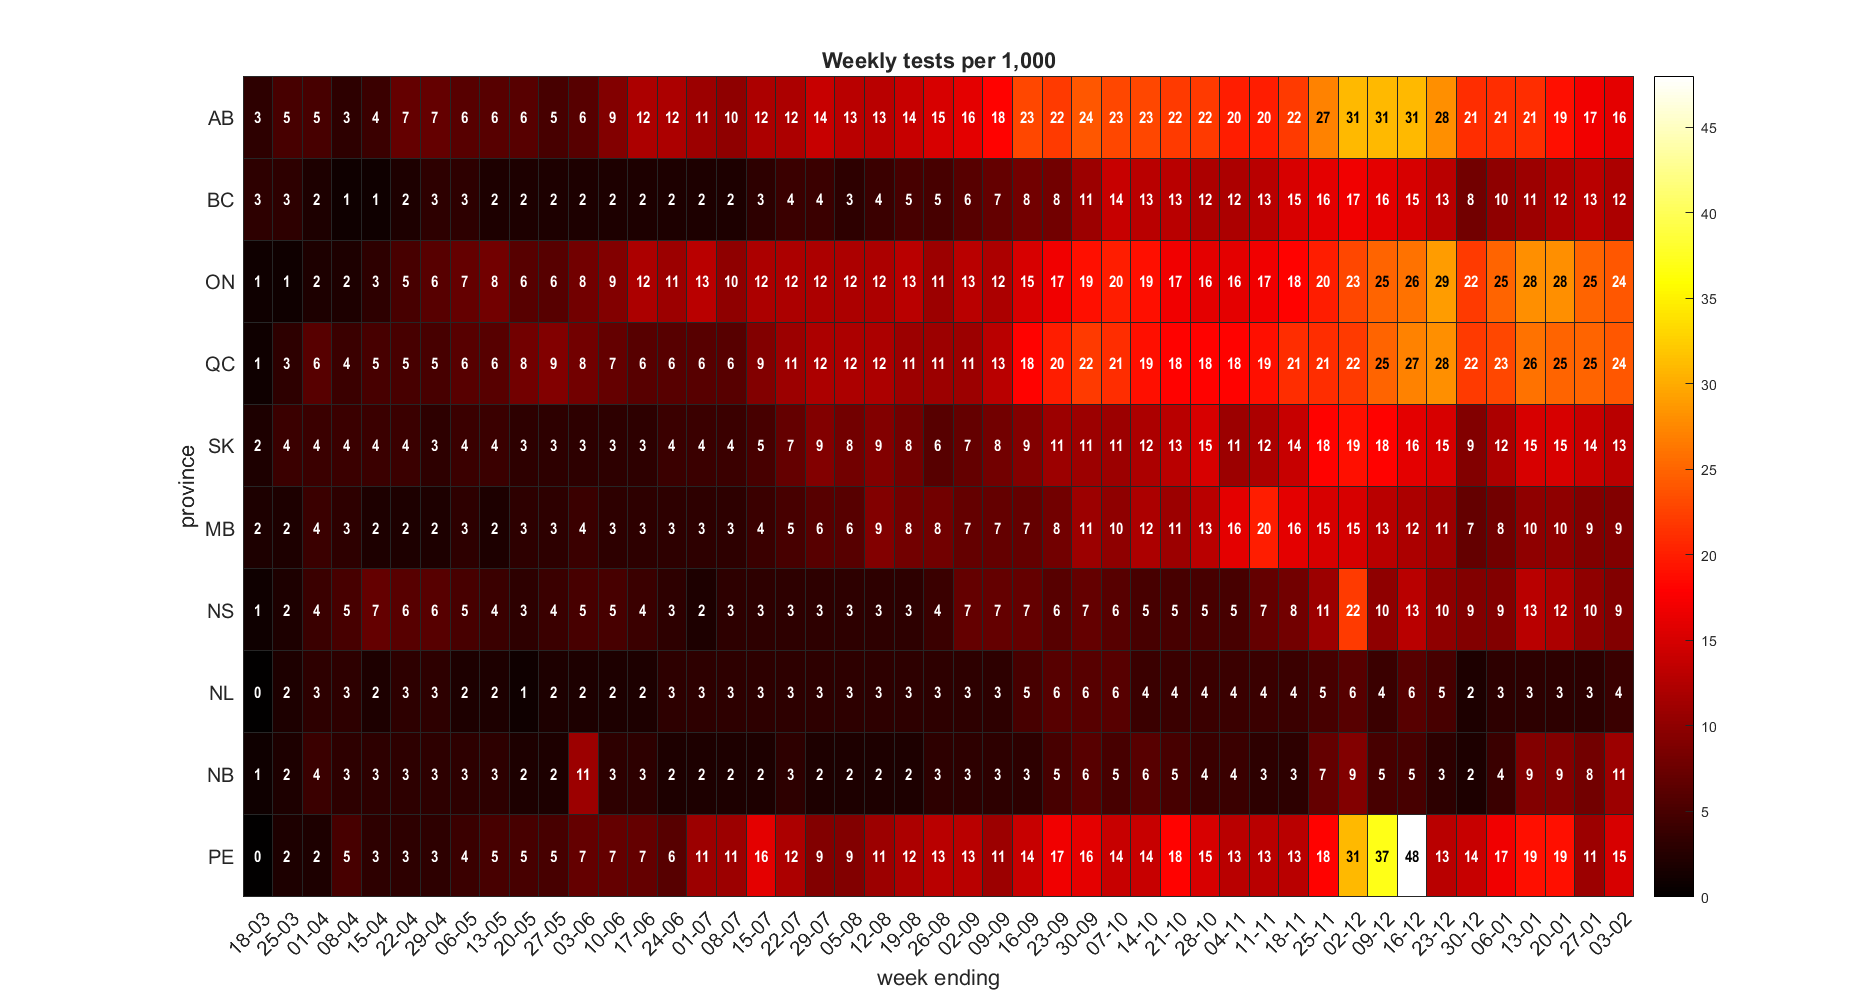 Weekly tests per 1,000
AB 3 5 5 3 4 7 7 6 6 6 5 6 9 12 12 11 10 12 12 14 13 13 14 15 16 18 23 22 24 23 23 22 22 20 20 22 27 31 31 31 28 21 21 21 19 17 16
BC 3 3 2 1 1 2 3 3 2 2 2 2 2 2 2 2 2 3 4 4 3 4 5 5 6 7 8 8 11 14 13 13 12 12 13 15 16 17 16 15 13 8 10 11 12 13 12
ON 1 1 2 2 3 5 6 7 8 6 6 8 9 12 11 13 10 12 12 12 12 12 13 11 13 12 15 17 19 20 19 17 16 16 17 18 20 23 25 26 29 22 25 28 28 25 24
QC 1 3 6 4 5 5 5 6 6 8 9 8 7 6 6 6 6 9 11 12 12 12 11 11 11 13 18 20 22 21 19 18 18 18 19 21 21 22 25 27 28 22 23 26 25 25 24
SK 2 4 4 4 4 4 3 4 4 3 3 3 3 3 4 4 4 5 7 9 8 9 8 6 7 8 9 11 11 11 12 13 15 11 12 14 18 19 18 16 15 9 12 15 15 14 13
MB 2 2 4 3 2 2 2 3 2 3 3 4 3 3 3 3 3 4 5 6 6 9 8 8 7 7 7 8 11 10 12 11 13 16 20 16 15 15 13 12 11 7 8 10 10 9 9
NS 1 2 4 5 7 6 6 5 4 3 4 5 5 4 3 2 3 3 3 3 3 3 3 4 7 7 7 6 7 6 5 5 5 5 7 8 11 22 10 13 10 9 9 13 12 10 9
NL 0 2 3 3 2 3 3 2 2 1 2 2 2 2 3 3 3 3 3 3 3 3 3 3 3 3 5 6 6 6 4 4 4 4 4 4 5 6 4 6 5 2 3 3 3 3 4
NB 1 2 4 3 3 3 3 3 3 2 2 11 3 3 2 2 2 2 3 2 2 2 2 3 3 3 3 5 6 5 6 5 4 4 3 3 7 9 5 5 3 2 4 9 9 8 11
PE 0 2 2 5 3 3 3 4 5 5 5 7 7 7 6 11 11 16 12 9 9 11 12 13 13 11 14 17 16 14 14 18 15 13 13 13 18 31 37 48 13 14 17 19 19 11 15
province
18-03 25-03 01-04 08-04 15-04 22-04 29-04 06-05 13-05 20-05 27-05 03-06 10-06 17-06 24-06 01-07 08-07 15-07 22-07 29-07 05-08 12-08 19-08 26-08 02-09 09-09 16-09 23-09 30-09 07-10 14-10 21-10 28-10 04-11 11-11 18-11 25-11 02-12 09-12 16-12 23-12 30-12 06-01 13-01 20-01 27-01 03-02
week ending
45
40
35
30
25
20
15
10
5
0